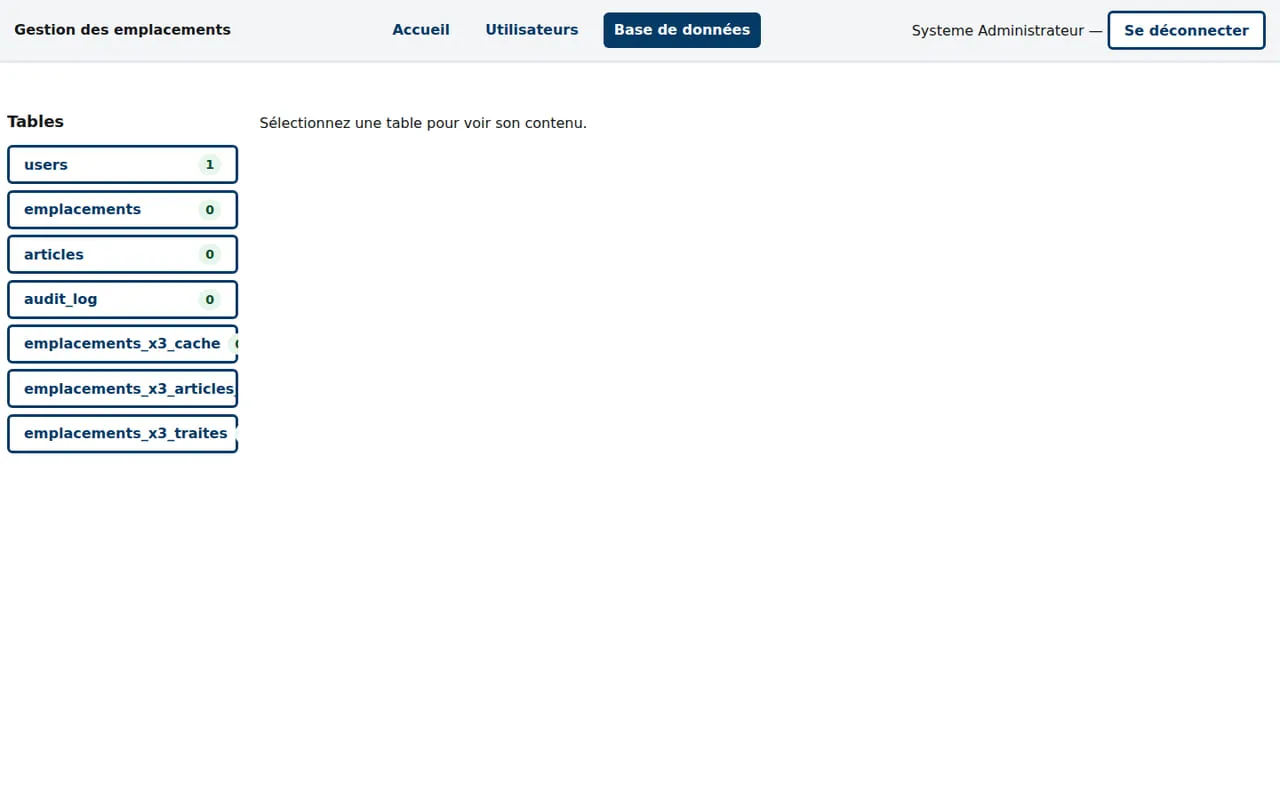 Gestion des emplacements
Accueil
Utilisateurs
Base de données
Systeme Administrateur —
Se déconnecter
Tables
Sélectionnez une table pour voir son contenu.
users 1
emplacements 0
articles 0
audit_log 0
emplacements_x3_cache
emplacements_x3_articles_
emplacements_x3_traites